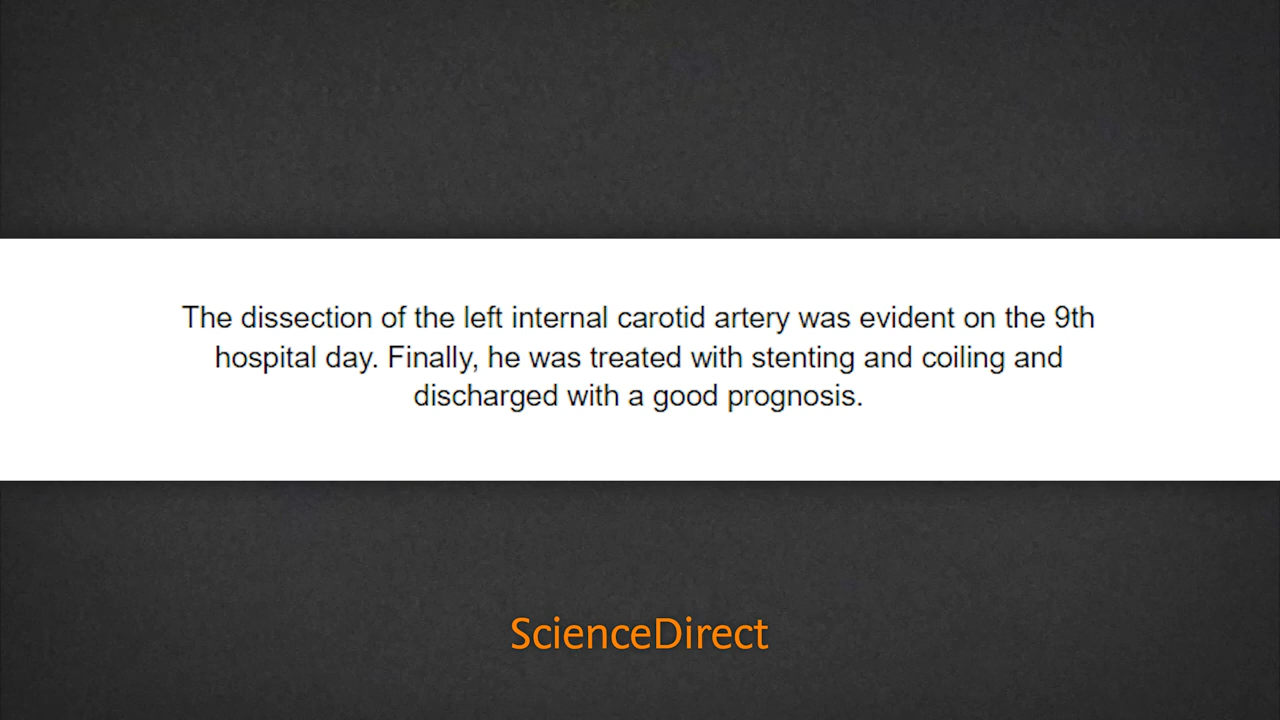 The dissection of the left internal carotid artery was evident on the 9th
hospital day. Finally, he was treated with stenting and coiling and
discharged with a good prognosis.
ScienceDirect